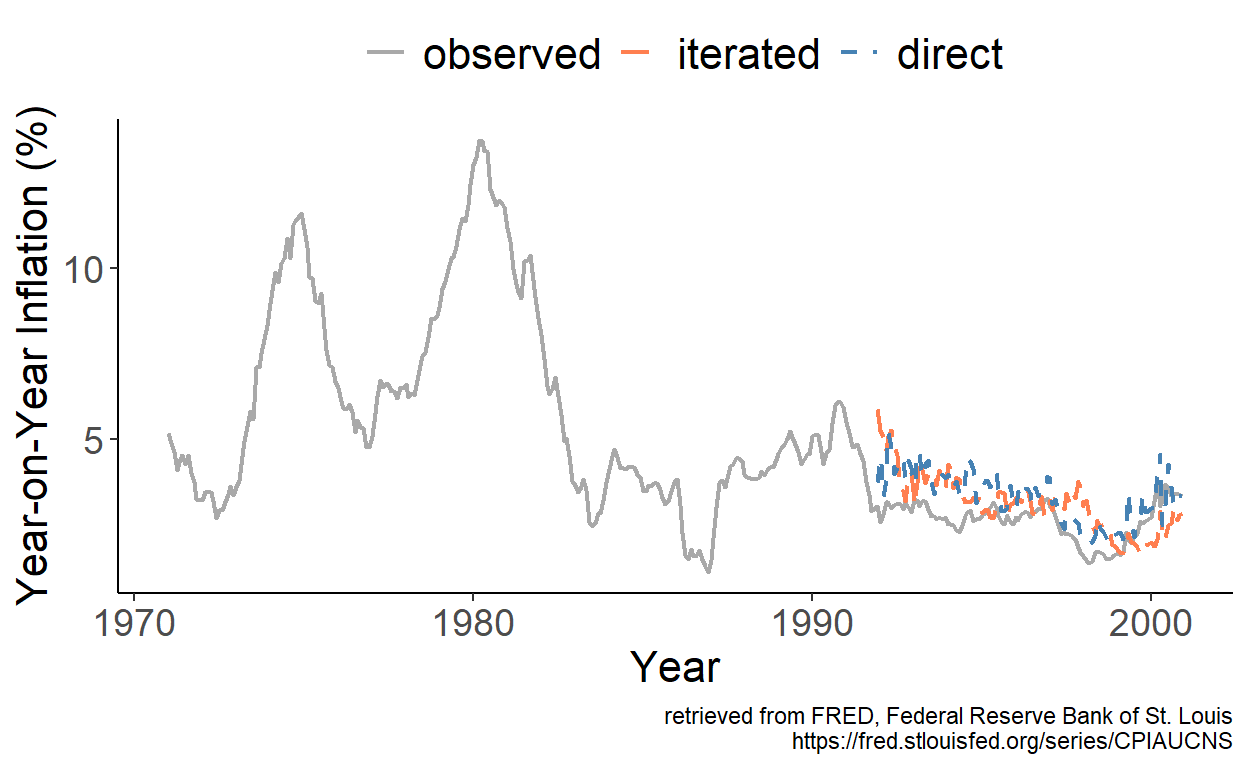 observed iterated direct
Year-on-Year Inflation (%)
10
5
1970 1980 1990 2000
Year
retrieved from FRED, Federal Reserve Bank of St. Louis
https://fred.stlouisfed.org/series/CPIAUCNS